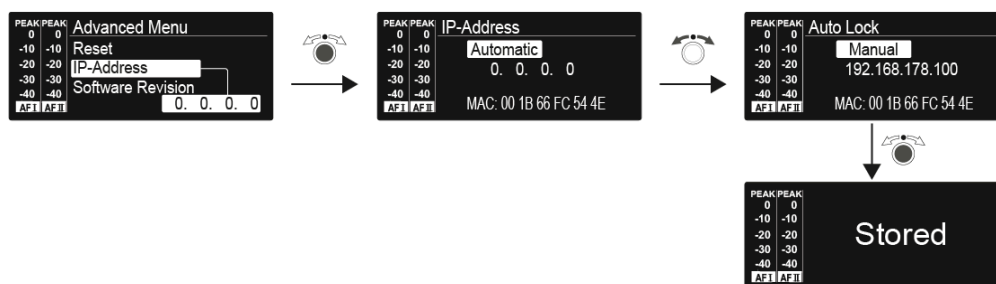 PEAK PEAK Advanced Menu
0 0
-10 -10 Reset
-20 -20 IP-Address
-30 -30 Software Revision
-40 -40 0. 0. 0. 0
AF I AF II
PEAK PEAK IP-Address
0 0
-10 -10 Automatic
-20 -20 0. 0. 0. 0
-30 -30
-40 -40 MAC: 00 1B 66 FC 54 4E
AF I AF II
PEAK PEAK Auto Lock
0 0
-10 -10 Manual
-20 -20 192.168.178.100
-30 -30
-40 -40 MAC: 00 1B 66 FC 54 4E
AF I AF II
PEAK PEAK
0 0
-10 -10
-20 -20 Stored
-30 -30
-40 -40
AF I AF II